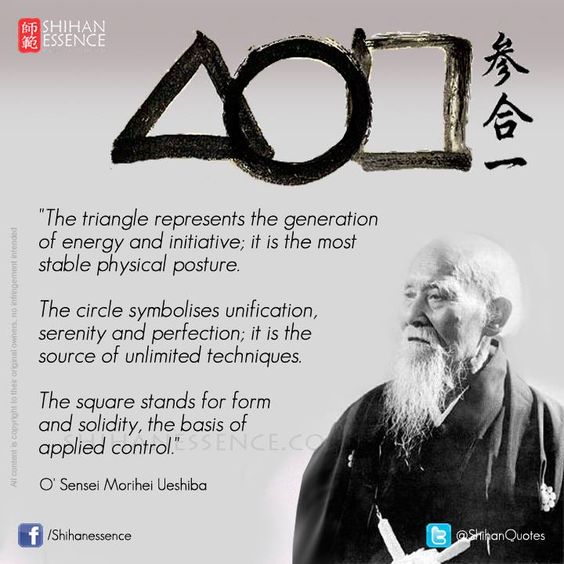 師範
SHIHAN
ESSENCE
参
合
一
"The triangle represents the generation
of energy and initiative; it is the most
stable physical posture.
The circle symbolises unification,
serenity and perfection; it is the
source of unlimited techniques.
The square stands for form
and solidity, the basis of
applied control."
SHIHANESSENCE.CO
O' Sensei Morihei Ueshiba
All content is copyright to their original owners, no infringement intended
f /Shihanessence
@ShihanQuotes